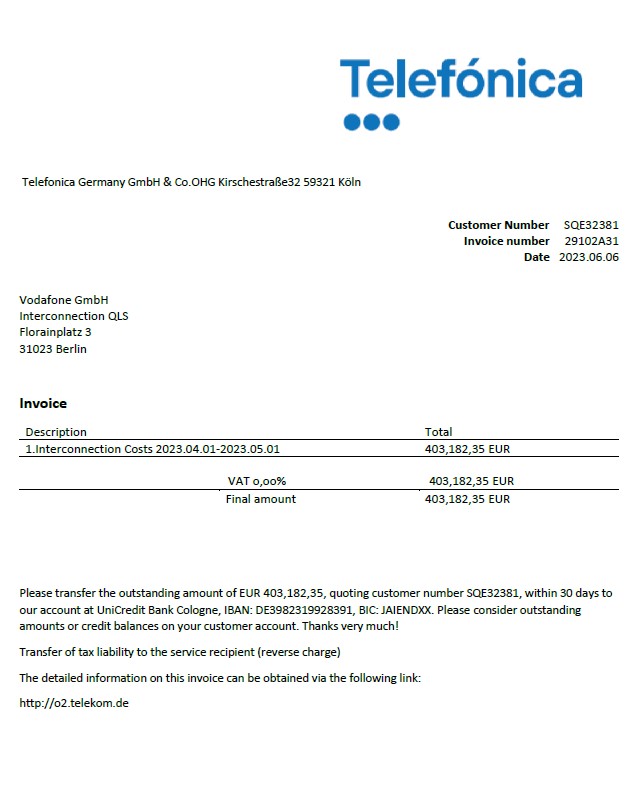 Telefónica
Telefonica Germany GmbH & Co.OHG Kirschestraße32 59321 Köln
Customer Number SQE32381
Invoice number 29102A31
Date 2023.06.06
Vodafone GmbH
Interconnection QLS
Florainplatz 3
31023 Berlin
Invoice
Description Total
1.Interconnection Costs 2023.04.01-2023.05.01 403,182,35 EUR
VAT 0,00% 403,182,35 EUR
Final amount 403,182,35 EUR
Please transfer the outstanding amount of EUR 403,182,35, quoting customer number SQE32381, within 30 days to
our account at UniCredit Bank Cologne, IBAN: DE3982319928391, BIC: JAIENDXX. Please consider outstanding
amounts or credit balances on your customer account. Thanks very much!
Transfer of tax liability to the service recipient (reverse charge)
The detailed information on this invoice can be obtained via the following link:
http://o2.telekom.de